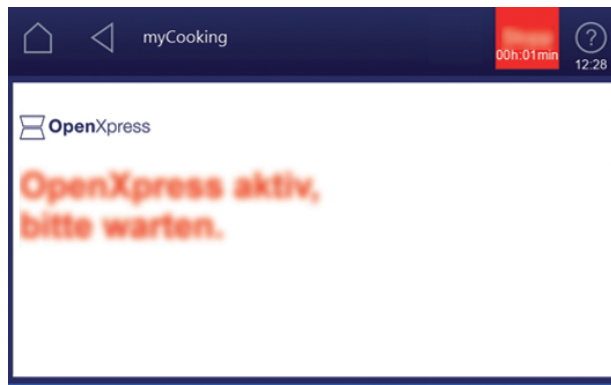 myCooking
00h:01min
?
12:28
OpenXpress
OpenXpress aktiv,
bitte warten.